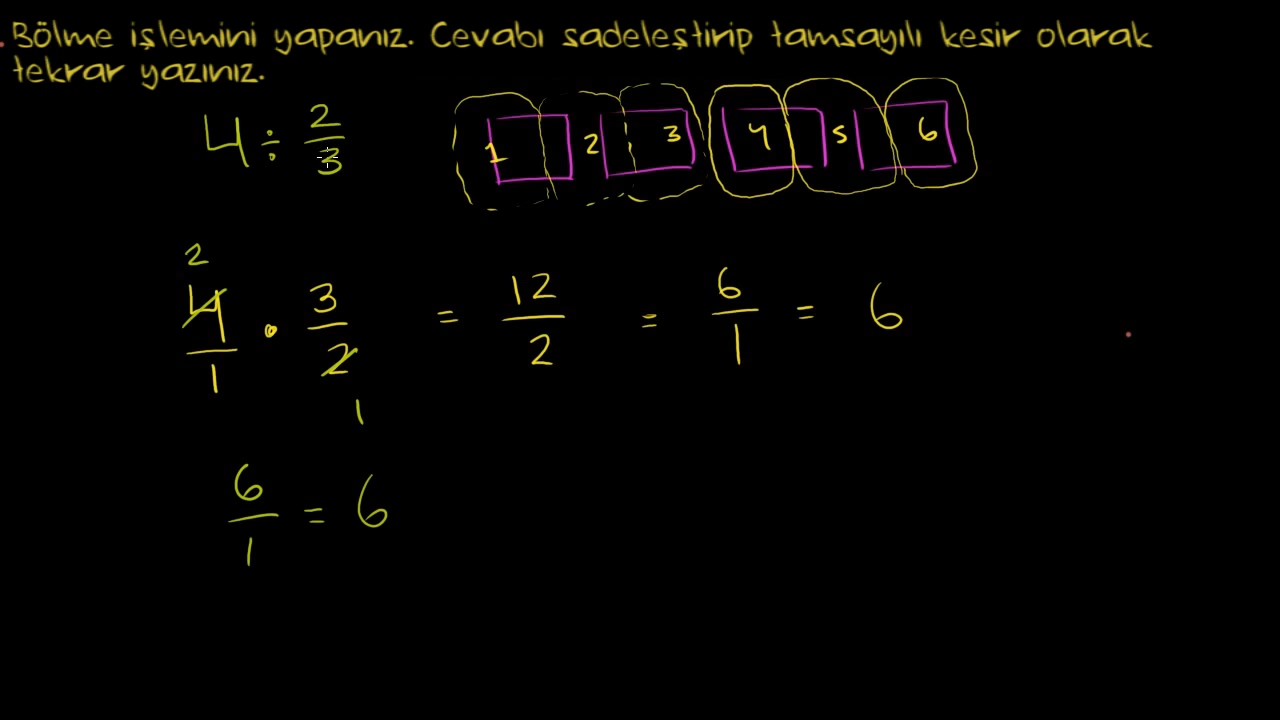 Bölme işlemini yapanız. Cevabı sadeleştirip tamsayılı kesir olarak
tekrar yazınız.
4 ÷ 2/3
1 2 3 4 5 6
2
4/1 · 3/2 = 12/2 = 6/1 = 6
1
6/1 = 6